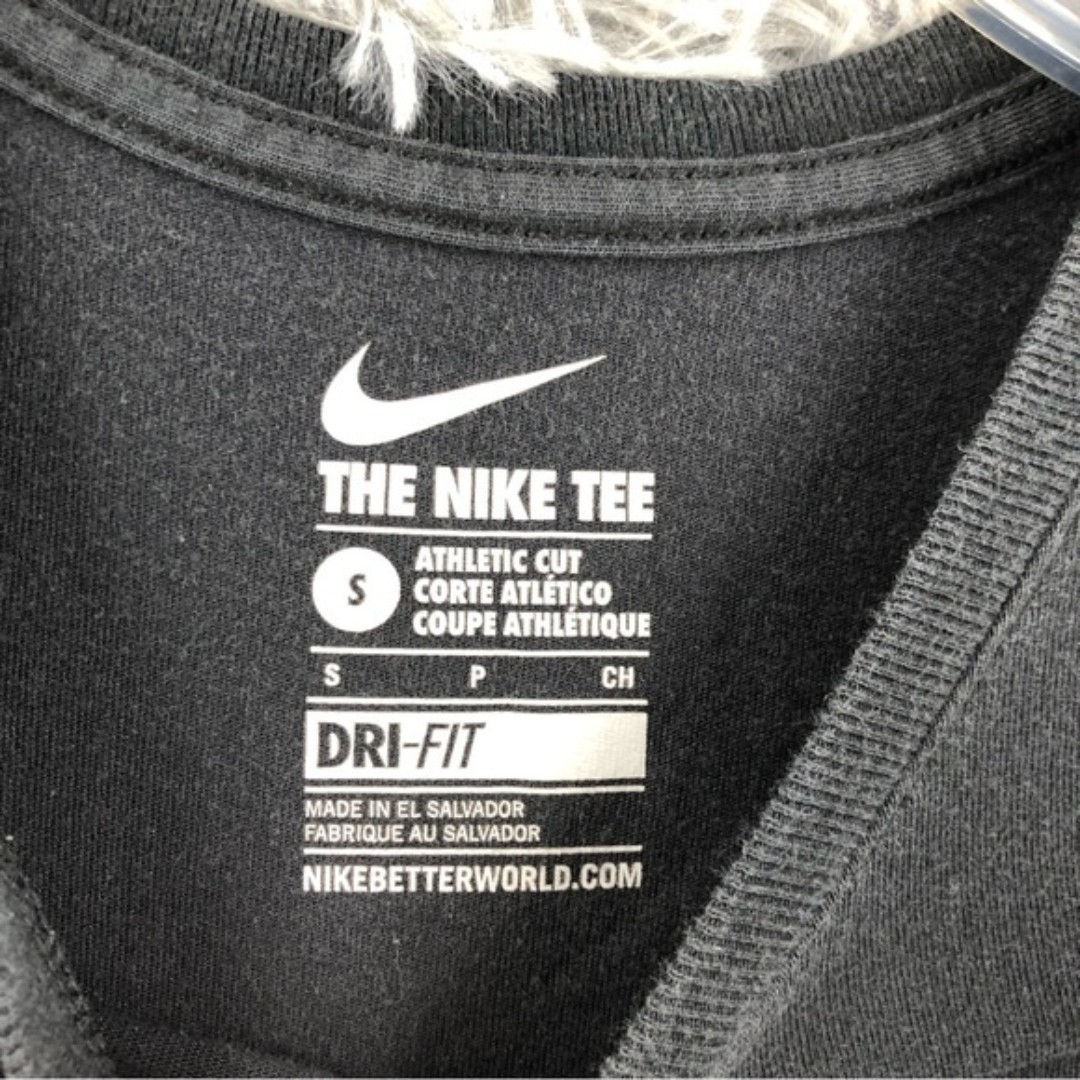 THE NIKE TEE
S
ATHLETIC CUT
CORTE ATLÉTICO
COUPE ATHLÉTIQUE
S P CH
DRI-FIT
MADE IN EL SALVADOR
FABRIQUE AU SALVADOR
NIKEBETTERWORLD.COM